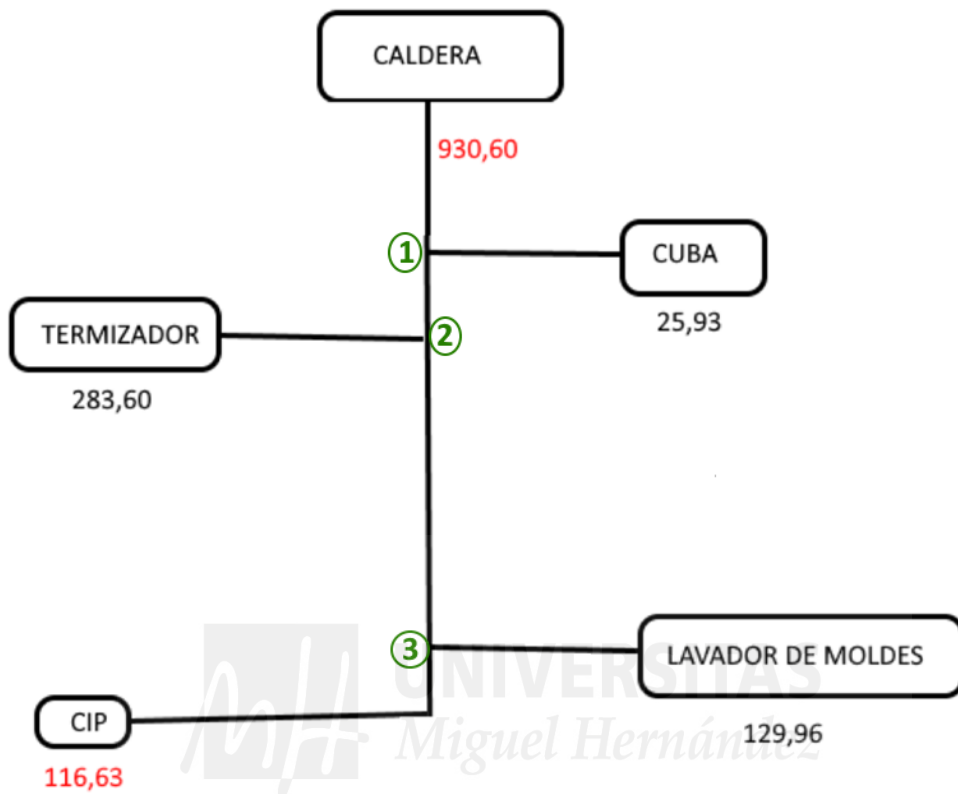 CALDERA
930,60
1
CUBA
25,93
TERMIZADOR
2
283,60
3
LAVADOR DE MOLDES
129,96
UNIVERSITAS
Miguel Hernández
CIP
116,63